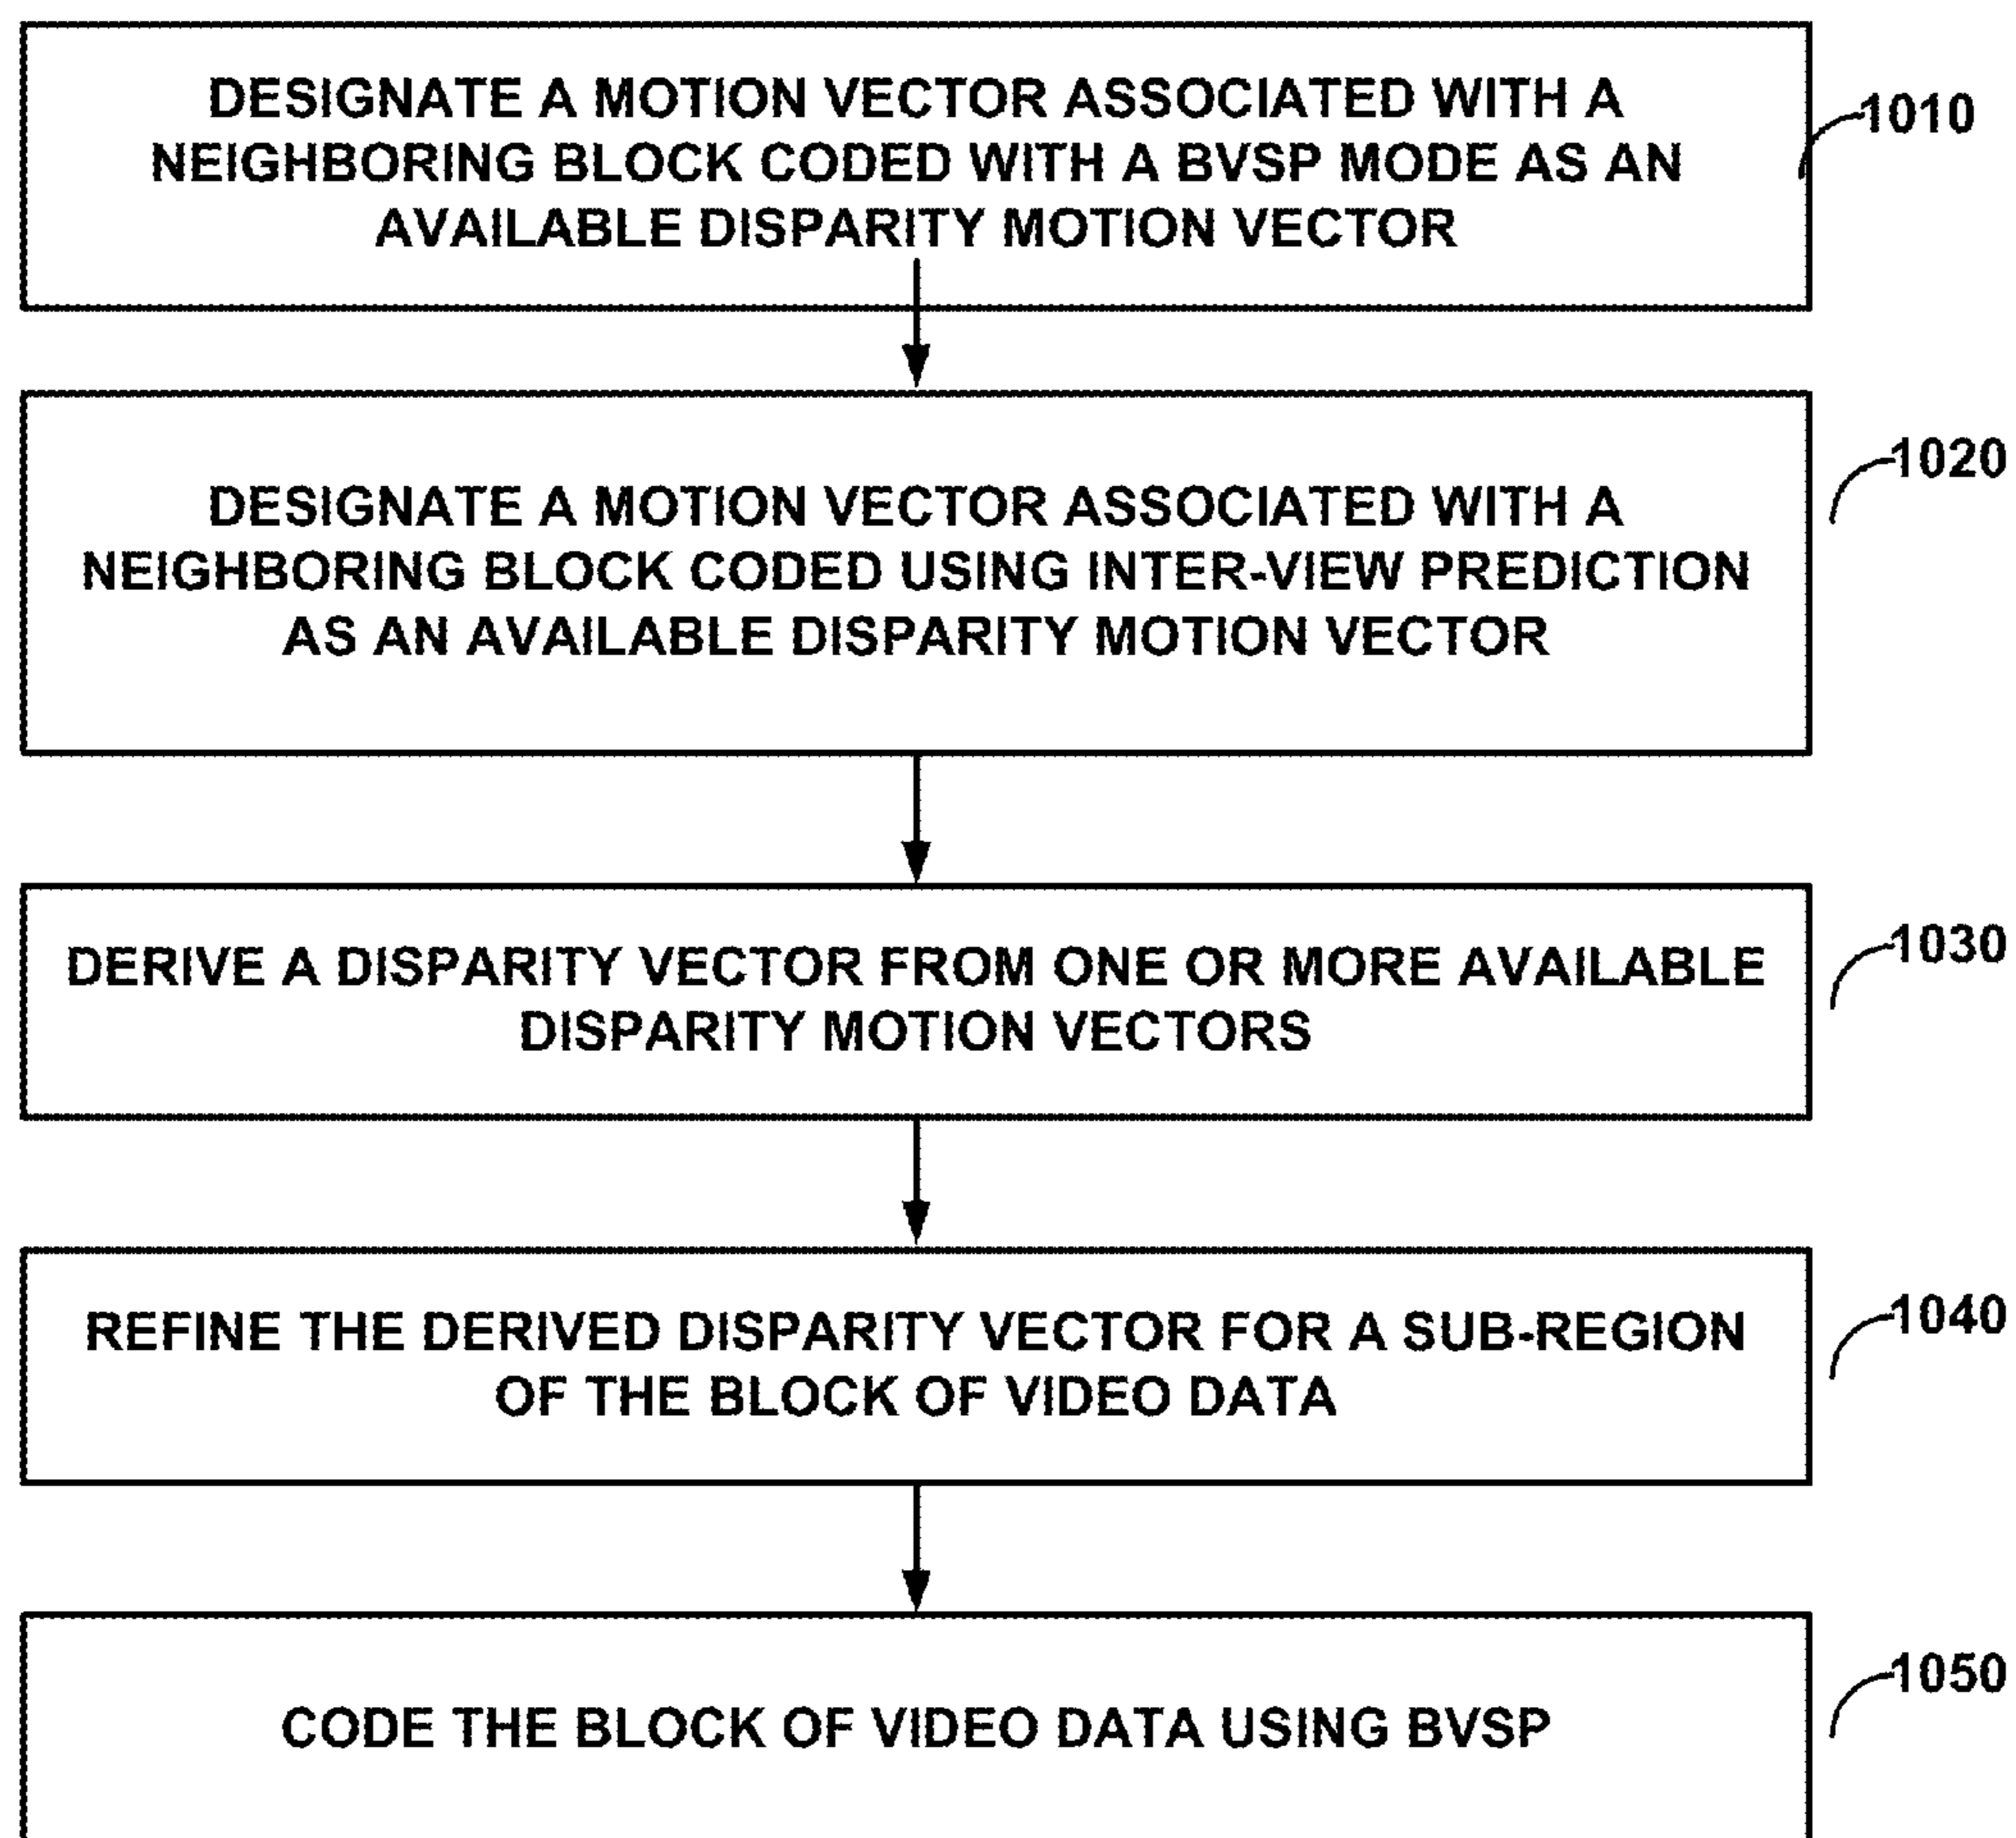 DESIGNATE A MOTION VECTOR ASSOCIATED WITH A
NEIGHBORING BLOCK CODED WITH A BVSP MODE AS AN
AVAILABLE DISPARITY MOTION VECTOR
1010
DESIGNATE A MOTION VECTOR ASSOCIATED WITH A
NEIGHBORING BLOCK CODED USING INTER-VIEW PREDICTION
AS AN AVAILABLE DISPARITY MOTION VECTOR
1020
DERIVE A DISPARITY VECTOR FROM ONE OR MORE AVAILABLE
DISPARITY MOTION VECTORS
1030
REFINE THE DERIVED DISPARITY VECTOR FOR A SUB-REGION
OF THE BLOCK OF VIDEO DATA
1040
CODE THE BLOCK OF VIDEO DATA USING BVSP
1050